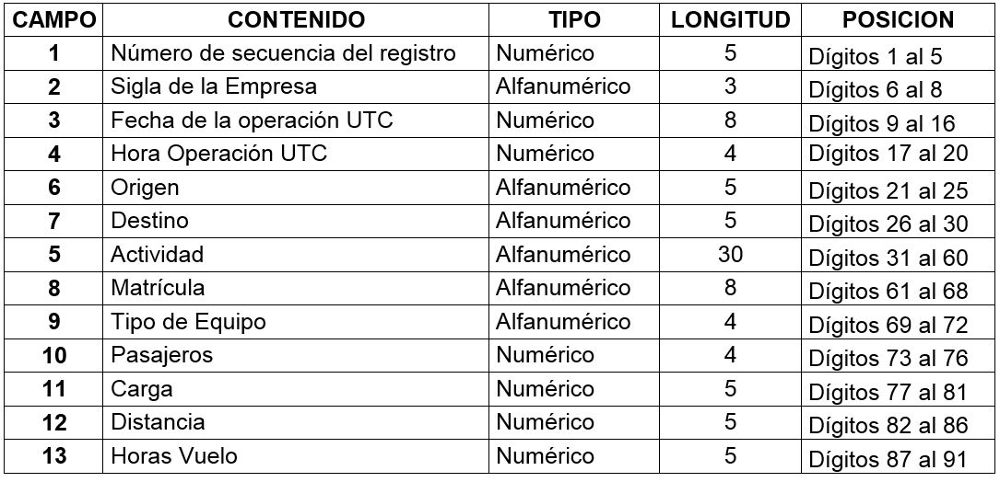 CAMPO CONTENIDO TIPO LONGITUD POSICION
1 Número de secuencia del registro Numérico 5 Dígitos 1 al 5
2 Sigla de la Empresa Alfanumérico 3 Dígitos 6 al 8
3 Fecha de la operación UTC Numérico 8 Dígitos 9 al 16
4 Hora Operación UTC Numérico 4 Dígitos 17 al 20
6 Origen Alfanumérico 5 Dígitos 21 al 25
7 Destino Alfanumérico 5 Dígitos 26 al 30
5 Actividad Alfanumérico 30 Dígitos 31 al 60
8 Matrícula Alfanumérico 8 Dígitos 61 al 68
9 Tipo de Equipo Alfanumérico 4 Dígitos 69 al 72
10 Pasajeros Numérico 4 Dígitos 73 al 76
11 Carga Numérico 5 Dígitos 77 al 81
12 Distancia Numérico 5 Dígitos 82 al 86
13 Horas Vuelo Numérico 5 Dígitos 87 al 91